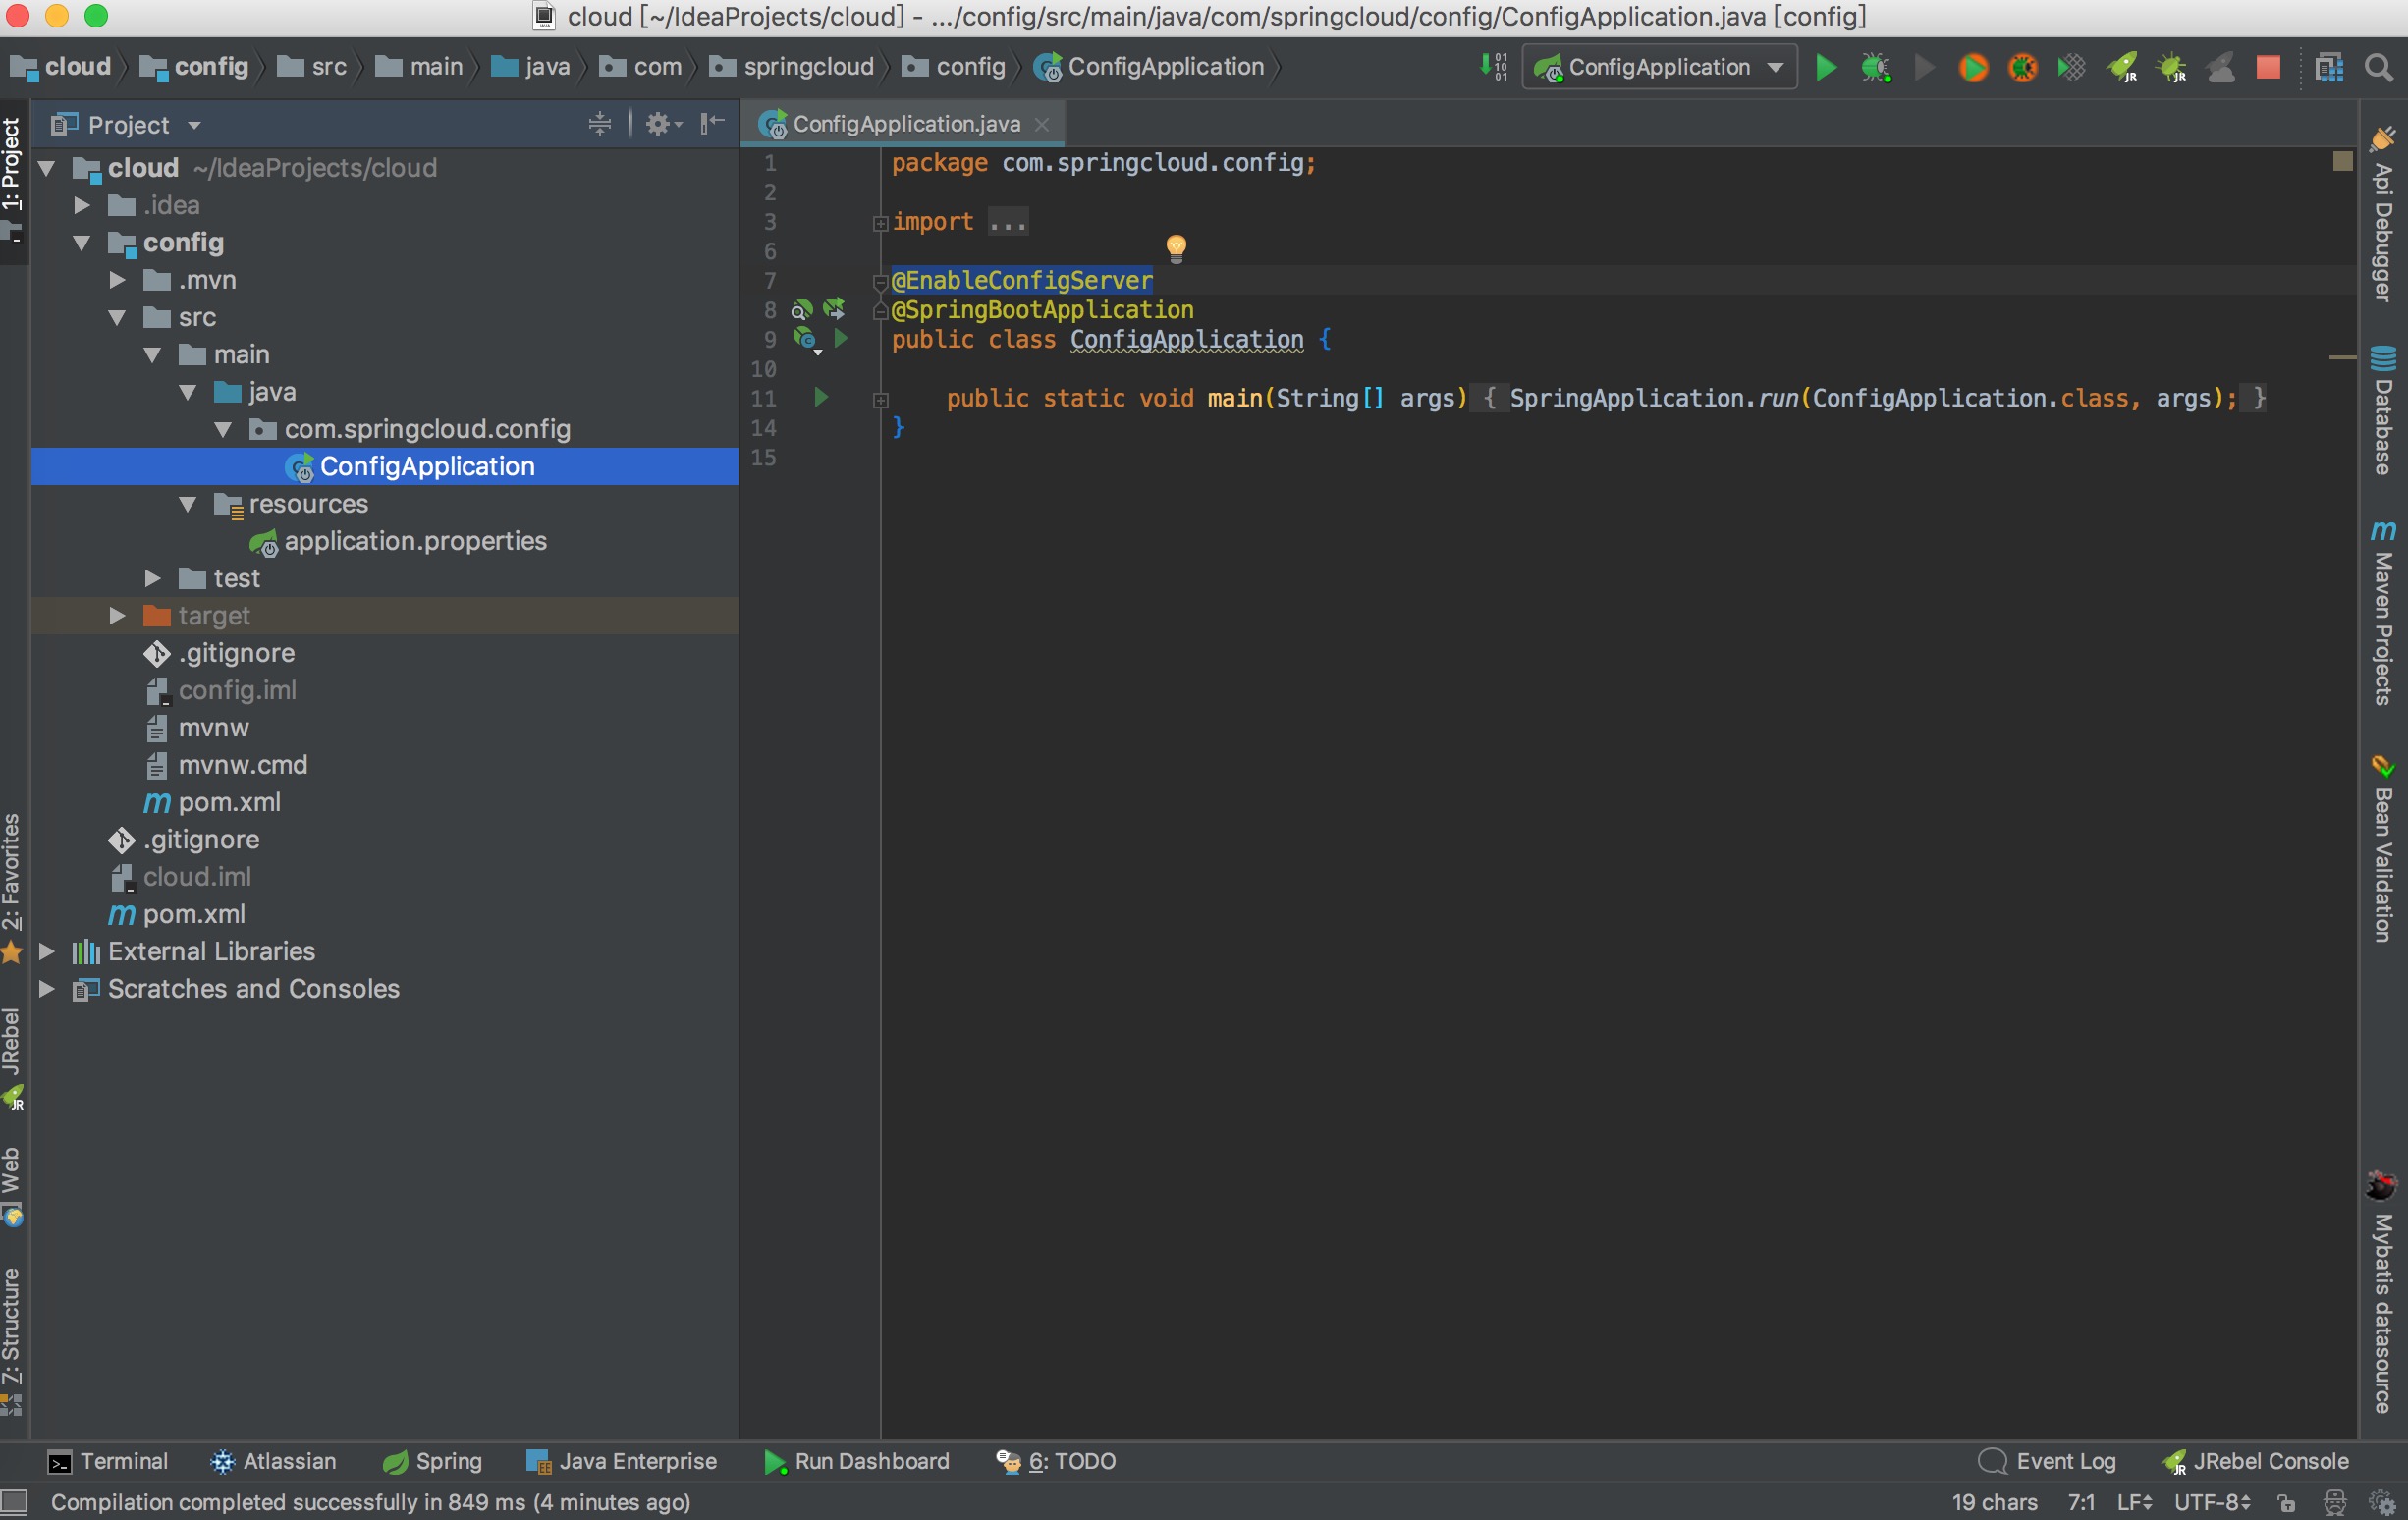 cloud [~/IdeaProjects/cloud] - .../config/src/main/java/com/springcloud/config/ConfigApplication.java [config]
cloud config src main java com springcloud config ConfigApplication
ConfigApplication
JR JR
1: Project
2: Favorites
JRebel
JR
Web
7: Structure
Project
cloud ~/IdeaProjects/cloud
.idea
config
.mvn
src
main
java
com.springcloud.config
ConfigApplication
resources
application.properties
test
target
.gitignore
config.iml
mvnw
mvnw.cmd
pom.xml
.gitignore
cloud.iml
pom.xml
External Libraries
Scratches and Consoles
ConfigApplication.java
1 package com.springcloud.config;
2
3 import ...
6
7 @EnableConfigServer
8 @SpringBootApplication
9 public class ConfigApplication {
10
11 public static void main(String[] args) { SpringApplication.run(ConfigApplication.class, args); }
14 }
15
Api Debugger
Database
Maven Projects
Bean Validation
Mybatis datasource
Terminal Atlassian Spring Java Enterprise Run Dashboard 6: TODO Event Log JRebel Console
Compilation completed successfully in 849 ms (4 minutes ago) 19 chars 7:1 LF UTF-8